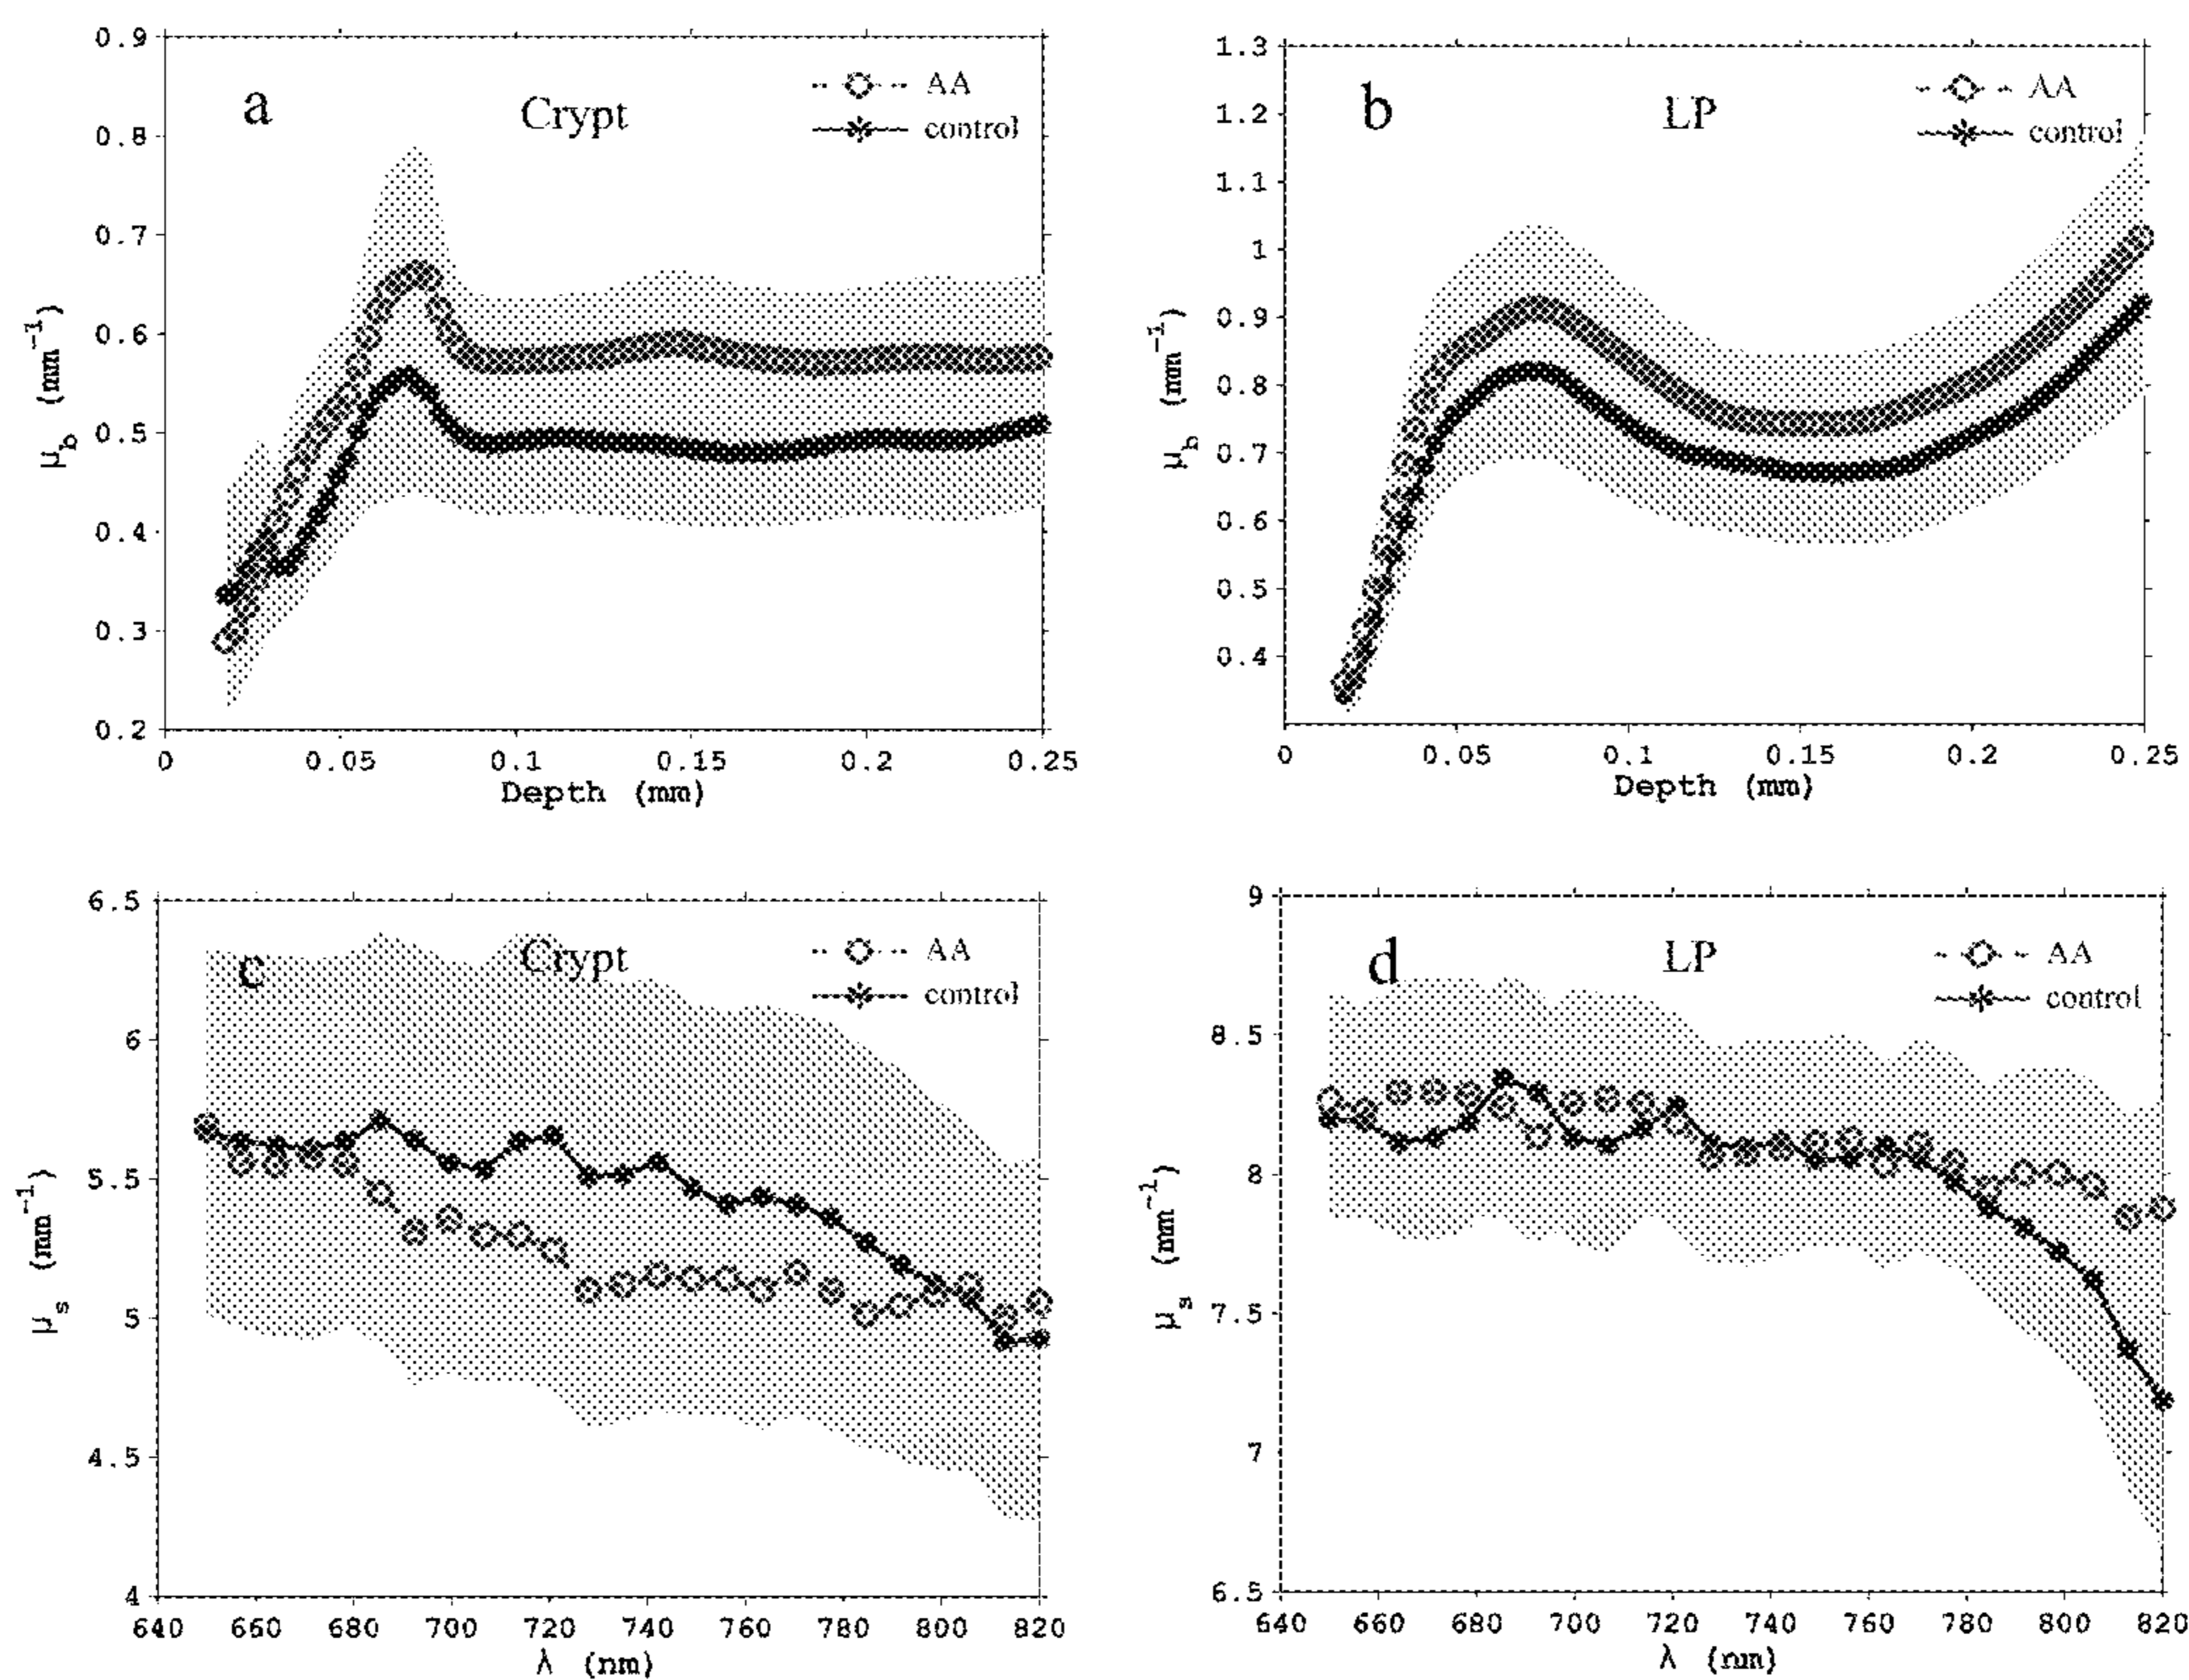 a
Crypt
AA
control
0.9
0.8
0.7
0.6
0.5
0.4
0.3
0.2
μb (mm⁻¹)
0
0.05
0.1
0.15
0.2
0.25
Depth (mm)
b
LP
AA
control
1.3
1.2
1.1
1
0.9
0.8
0.7
0.6
0.5
0.4
μb (mm⁻¹)
0
0.05
0.1
0.15
0.2
0.25
Depth (mm)
c
Crypt
AA
control
6.5
6
5.5
5
4.5
4
μs (mm⁻¹)
640
660
680
700
720
740
760
780
800
820
λ (nm)
d
LP
AA
control
9
8.5
8
7.5
7
6.5
μs (mm⁻¹)
640
660
680
700
720
740
760
780
800
820
λ (nm)